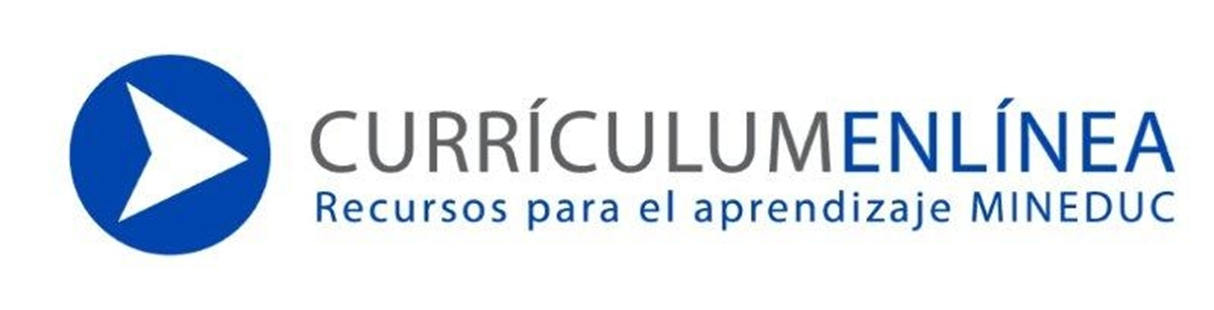 CURRÍCULUMENLÍNEA
Recursos para el aprendizaje MINEDUC